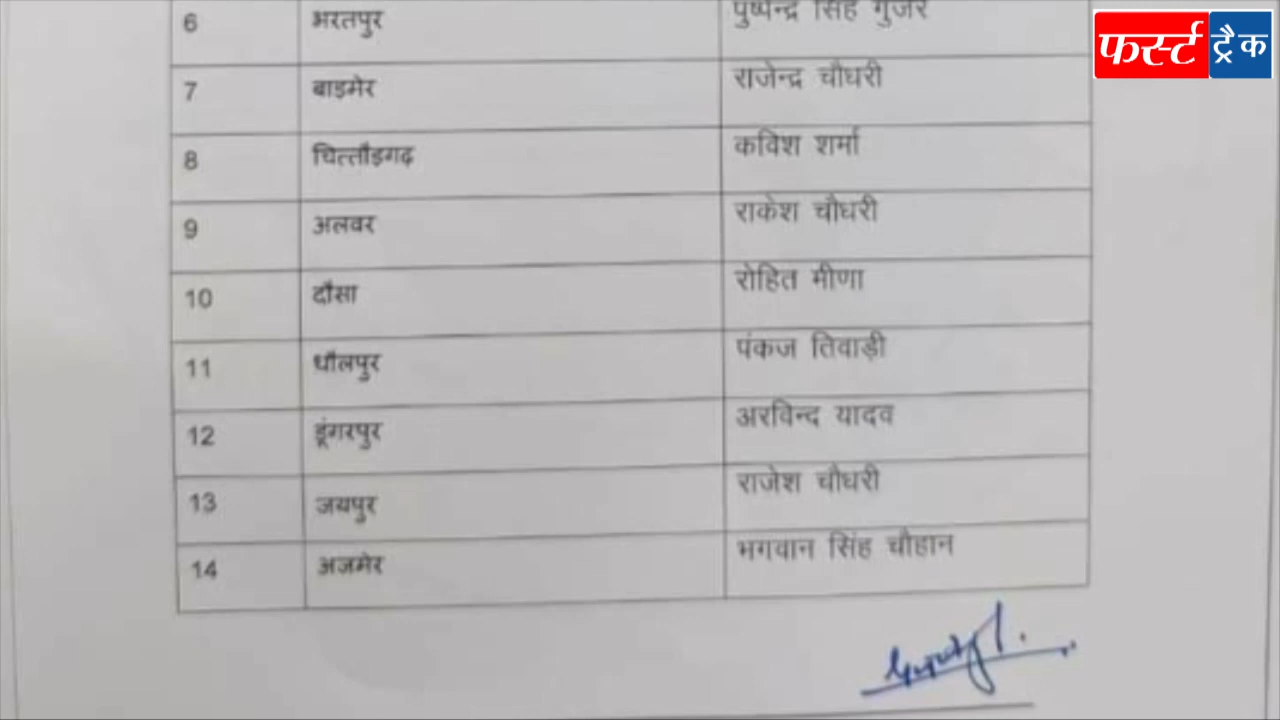 फर्स्ट ट्रैक
6 भरतपुर पुष्पेन्द्र सिंह गुर्जर
7 बाड़मेर राजेन्द्र चौधरी
8 चित्तौड़गढ़ कविश शर्मा
9 अलवर राकेश चौधरी
10 दौसा रोहित मीणा
11 धौलपुर पंकज तिवाड़ी
12 डूंगरपुर अरविन्द यादव
13 जयपुर राजेश चौधरी
14 अजमेर भगवान सिंह चौहान